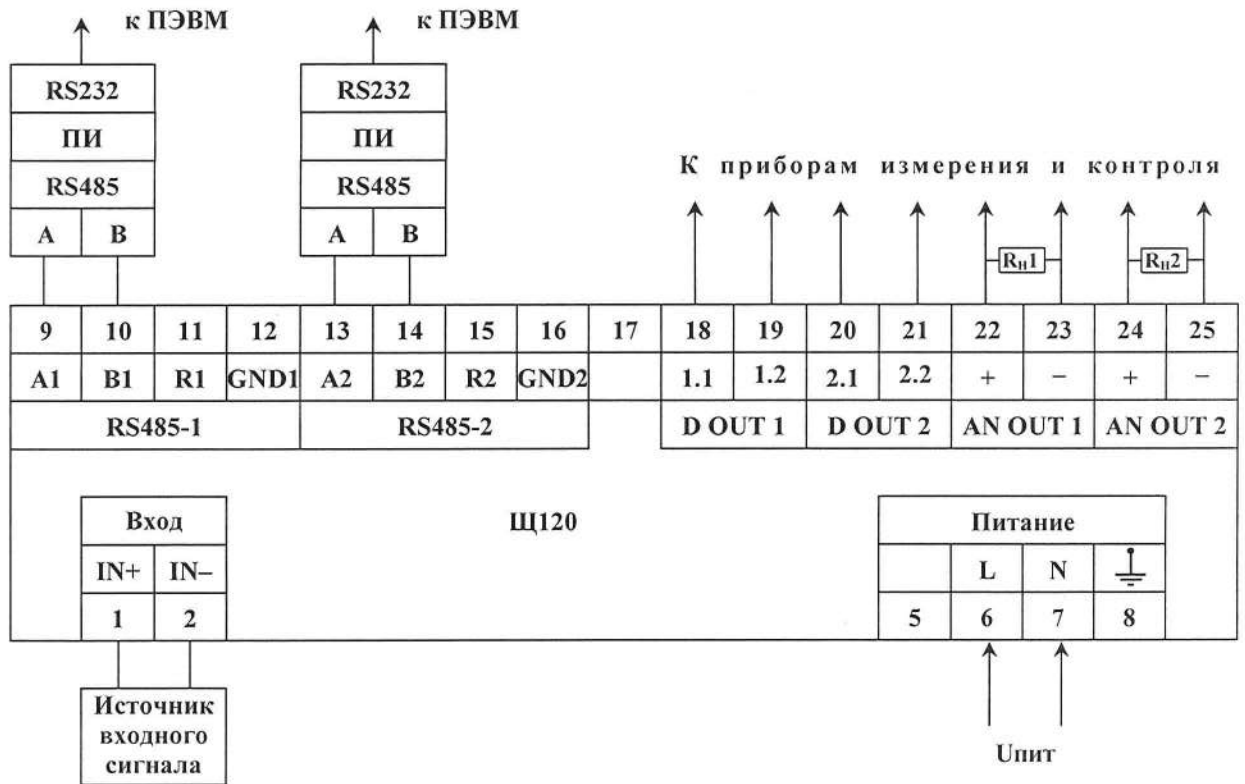 к ПЭВМ к ПЭВМ
RS232 RS232
ПИ ПИ
RS485 RS485
К приборам измерения и контроля
A B A B
Rн1 Rн2
9 10 11 12 13 14 15 16 17 18 19 20 21 22 23 24 25
A1 B1 R1 GND1 A2 B2 R2 GND2 1.1 1.2 2.1 2.2 + − + −
RS485-1 RS485-2 D OUT 1 D OUT 2 AN OUT 1 AN OUT 2
Вход Щ120 Питание
IN+ IN− L N
1 2 5 6 7 8
Источник
входного
сигнала
Uпит